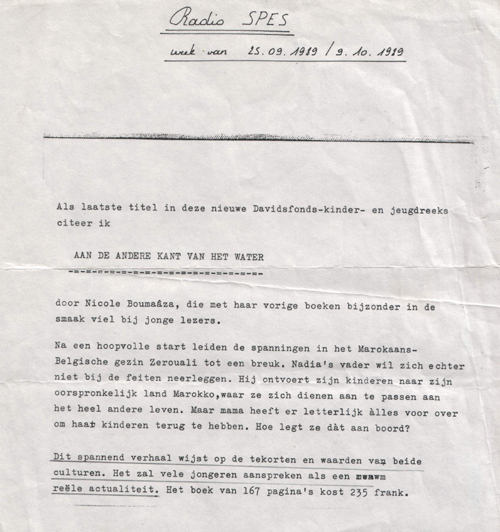 Radio SPES
week van 25.09.1989 / 9.10.1989
Als laatste titel in deze nieuwe Davidsfonds-kinder- en jeugdreeks
citeer ik
AAN DE ANDERE KANT VAN HET WATER
-=-=-=-=-=-=-=-=-=-=-=-=-=-=-=-=-
door Nicole Boumaâza, die met haar vorige boeken bijzonder in de
smaak viel bij jonge lezers.
Na een hoopvolle start leiden de spanningen in het Marokaans-
Belgische gezin Zerouali tot een breuk. Nadia's vader wil zich echter
niet bij de feiten neerleggen. Hij ontvoert zijn kinderen naar zijn
oorspronkelijk land Marokko,waar ze zich dienen aan te passen aan
het heel andere leven. Maar mama heeft er letterlijk àlles voor over
om haar kinderen terug te hebben. Hoe legt ze dàt aan boord?
Dit spannend verhaal wijst op de tekorten en waarden van beide
culturen. Het zal vele jongeren aanspreken als een
reële actualiteit. Het boek van 167 pagina's kost 235 frank.